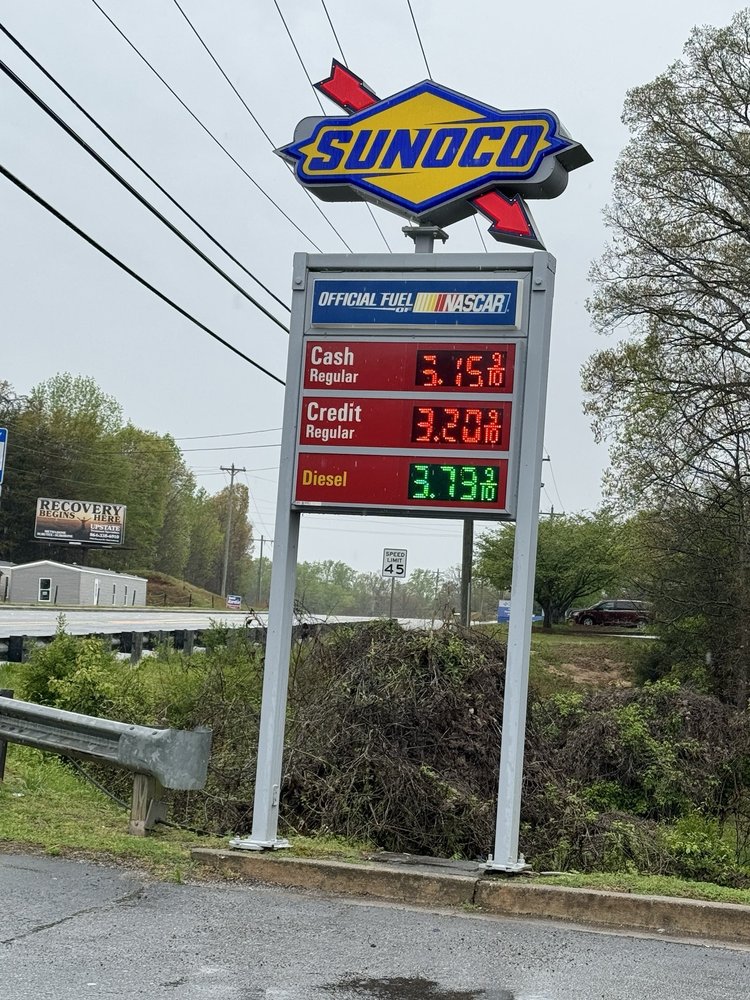 SUNOCO
OFFICIAL FUEL OF NASCAR
Cash
Regular
3.15 9/10
Credit
Regular
3.20 9/10
Diesel
3.73 9/10
RECOVERY
BEGINS HERE
UPSTATE
SPEED
LIMIT
45